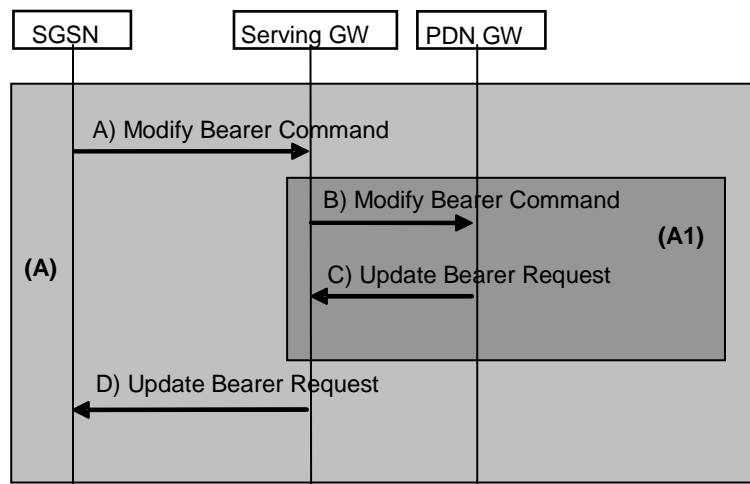 SGSN
Serving GW
PDN GW
A) Modify Bearer Command
B) Modify Bearer Command
(A1)
(A)
C) Update Bearer Request
D) Update Bearer Request